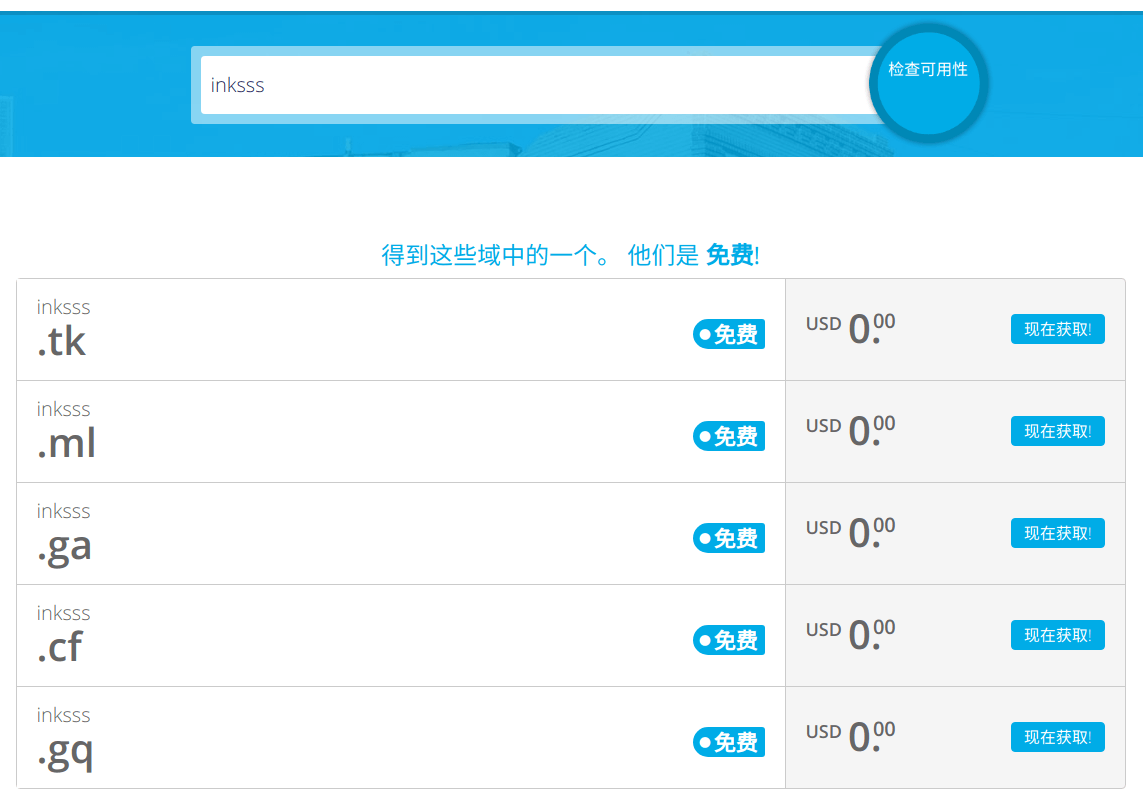 inksss
检查可用性
得到这些域中的一个。 他们是 免费!
inksss
.tk
免费
USD 0.00
现在获取!
inksss
.ml
免费
USD 0.00
现在获取!
inksss
.ga
免费
USD 0.00
现在获取!
inksss
.cf
免费
USD 0.00
现在获取!
inksss
.gq
免费
USD 0.00
现在获取!